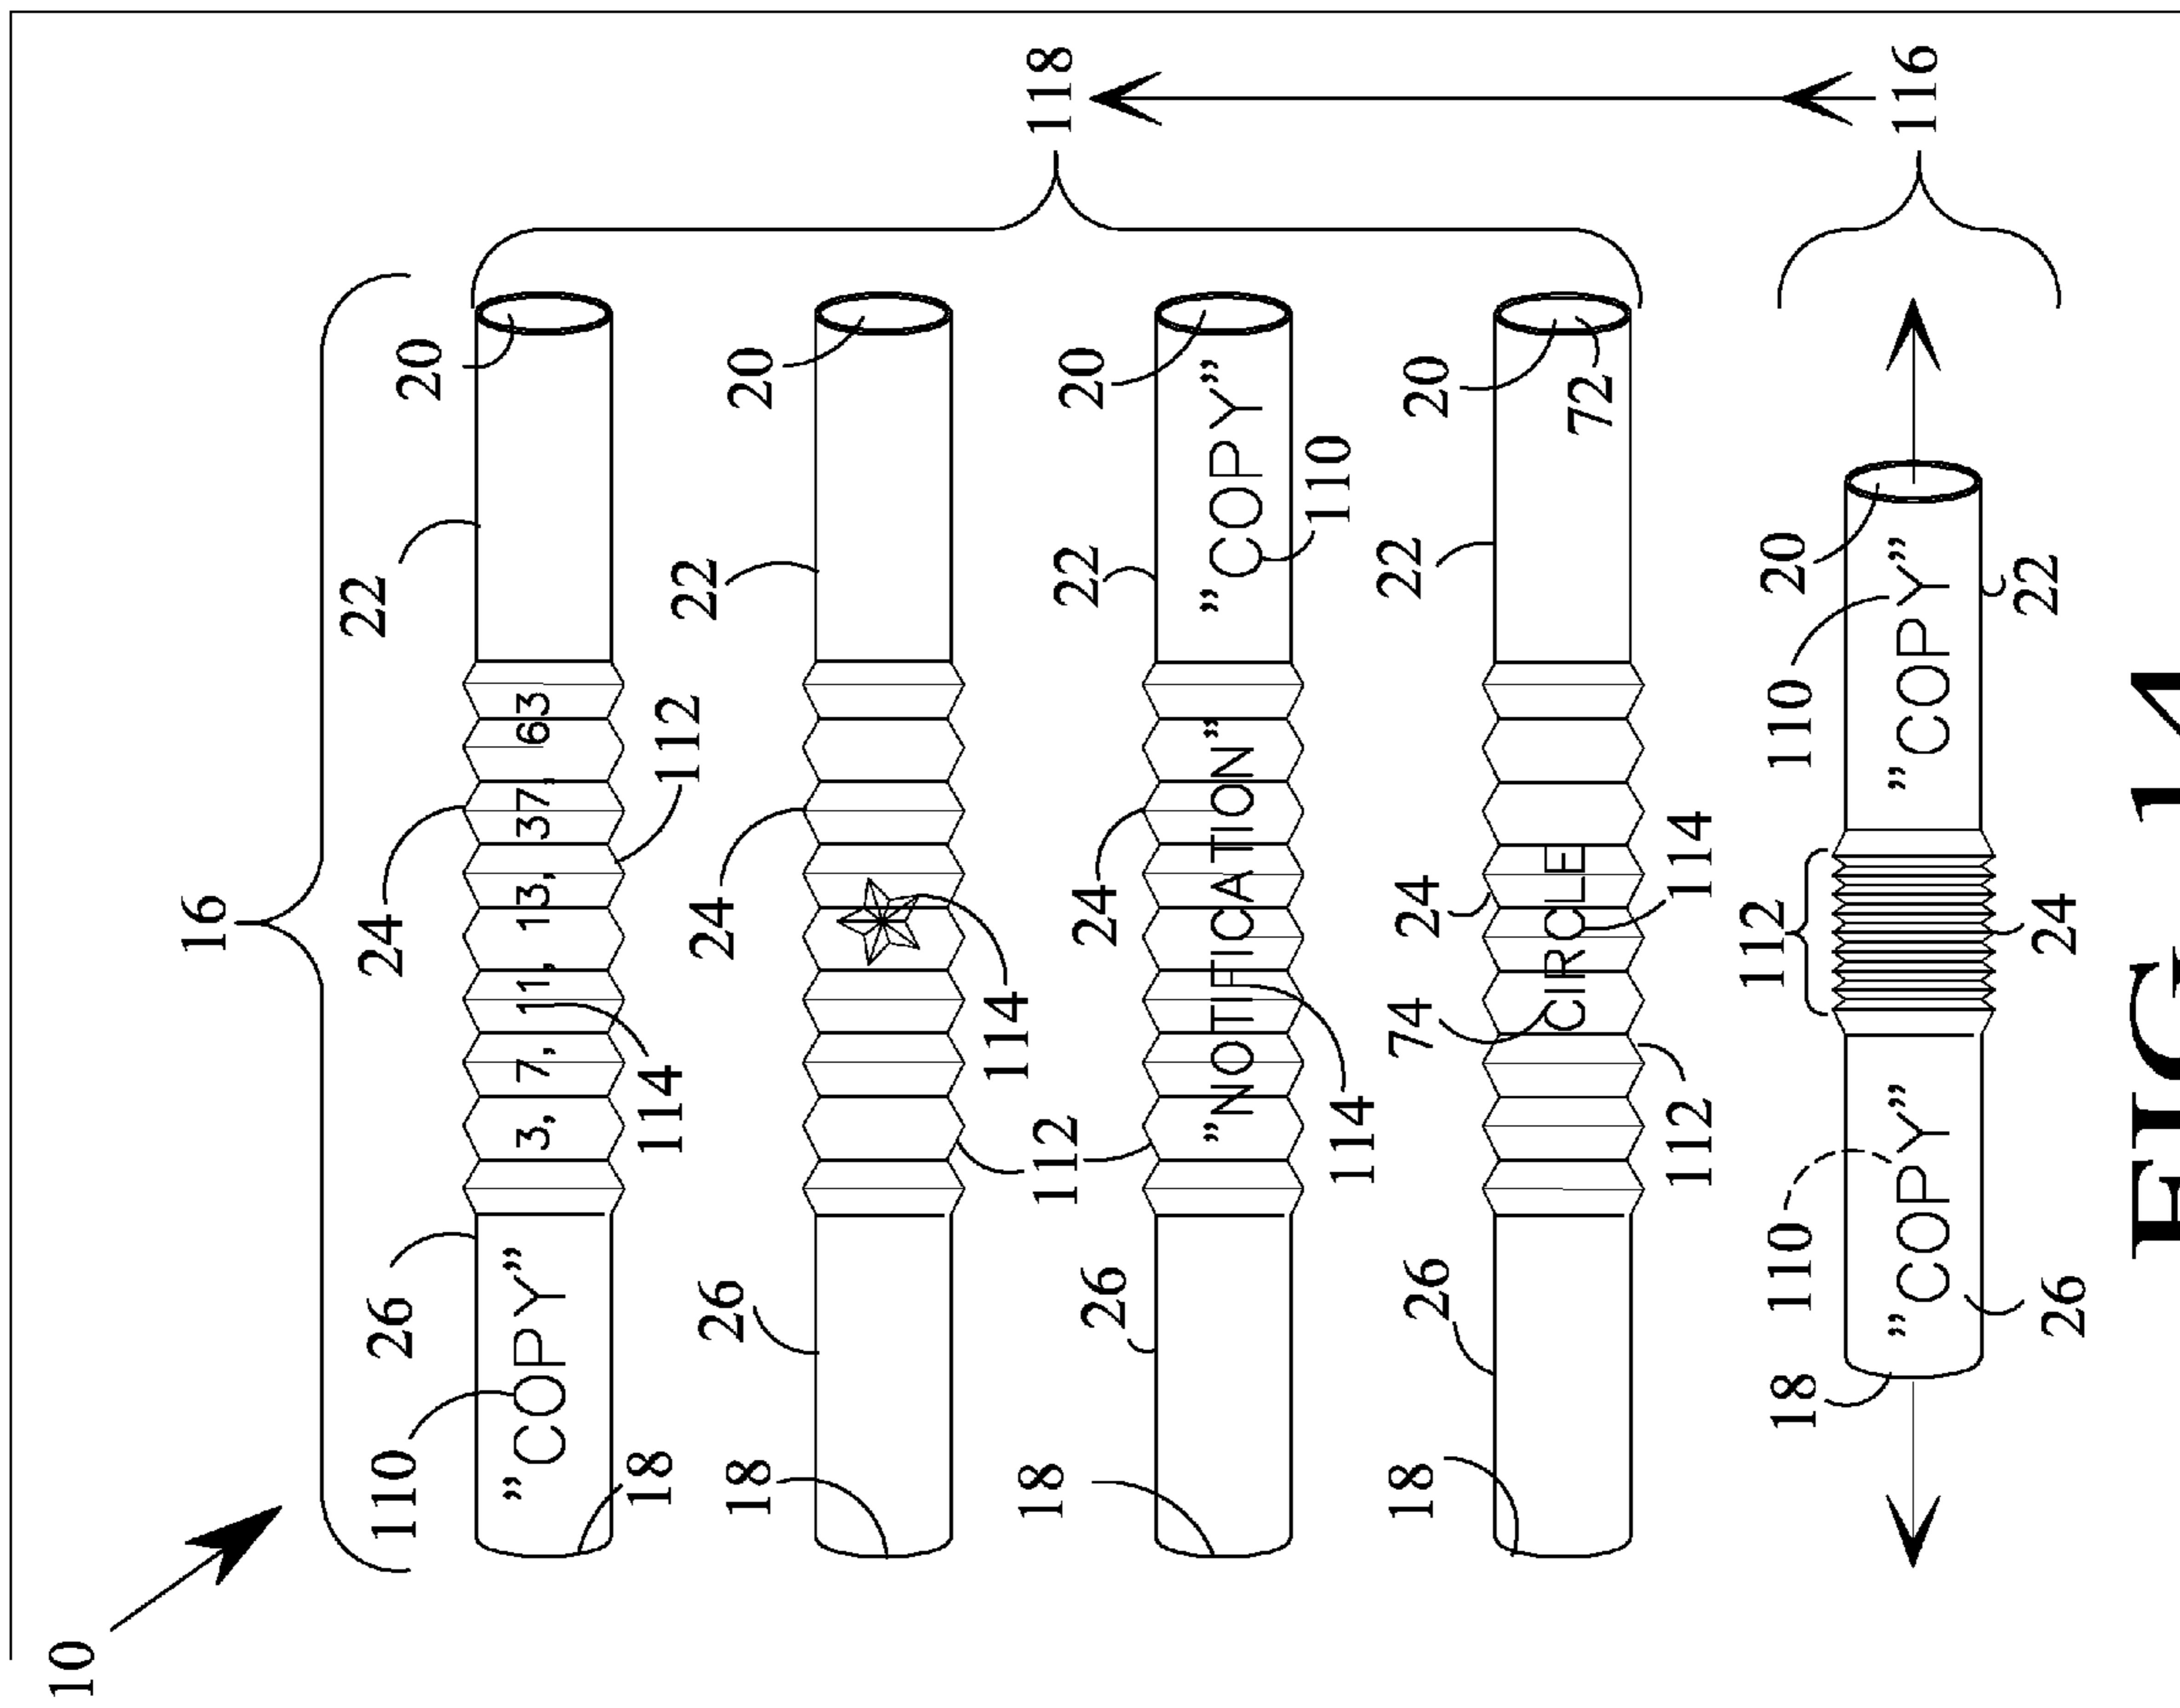 10
16
110 26 24 22 20
"COPY" 3, 7, 11, 13, 37, 63
18 114 112
18 26 24 22 20
114
112 118
18 26 24 22 20
"NOTIFICATION" "COPY"
114 110
18 26 74 24 22 20
CIRCLE 72
112 114
18 110 112 110 20
"COPY" "COPY" 116
26 24 22
FIG 14